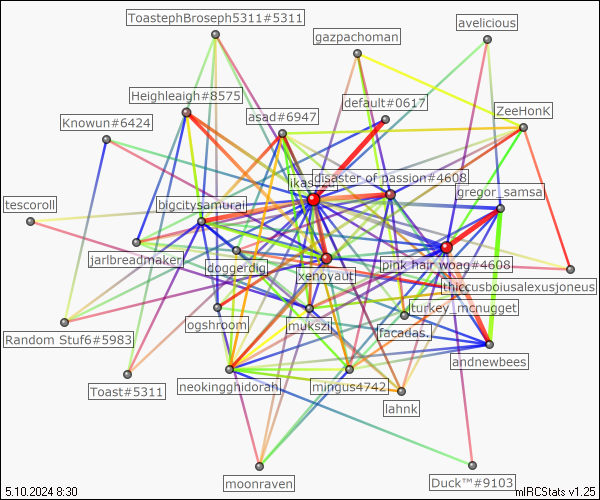 ToastephBroseph5311#5311
avelicious
gazpachoman
Heighleaigh#8575
default#0617
ZeeHonK
asad#6947
Knowun#6424
disaster of passion#4608
gregor_samsa
tescoroll
bigcitysamurai
jarlbreadmaker
doggerdig
xenoyaut
pink hair woag#4608
thiccusboiusalexusjoneus
turkey_mcnugget
ogshroom
mukszi
facadas.
Random Stuf6#5983
andnewbees
Toast#5311
neokingghidorah
mingus4742
lahnk
moonraven
Duck™#9103
5.10.2024 8:30
mIRCStats v1.25